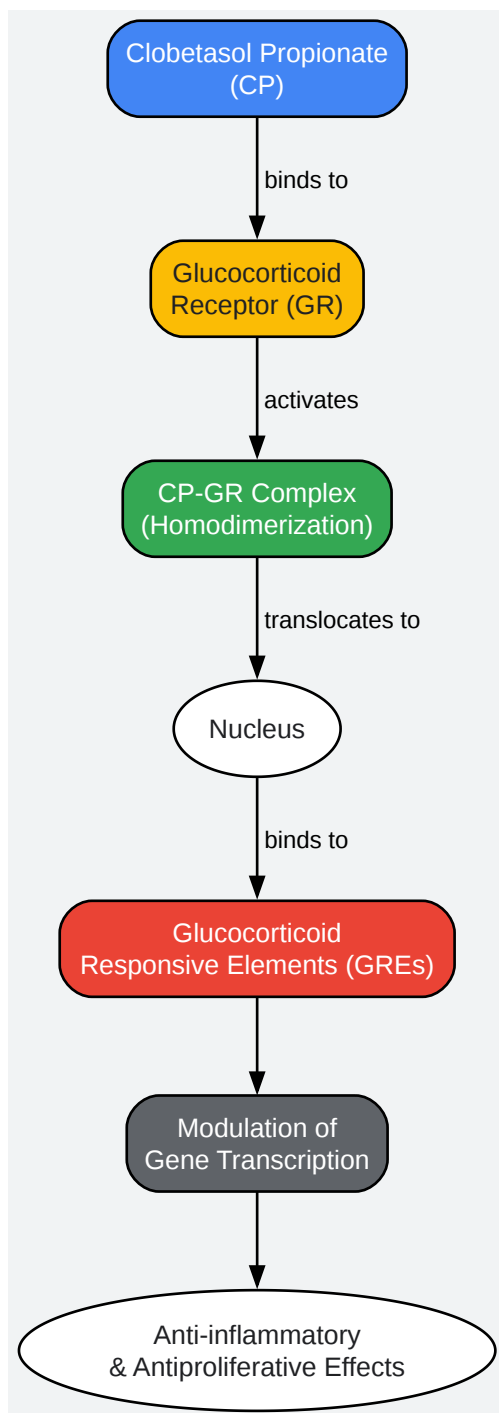 Clobetasol Propionate
(CP)
binds to
Glucocorticoid
Receptor (GR)
activates
CP-GR Complex
(Homodimerization)
translocates to
Nucleus
binds to
Glucocorticoid
Responsive Elements (GREs)
Modulation of
Gene Transcription
Anti-inflammatory
& Antiproliferative Effects